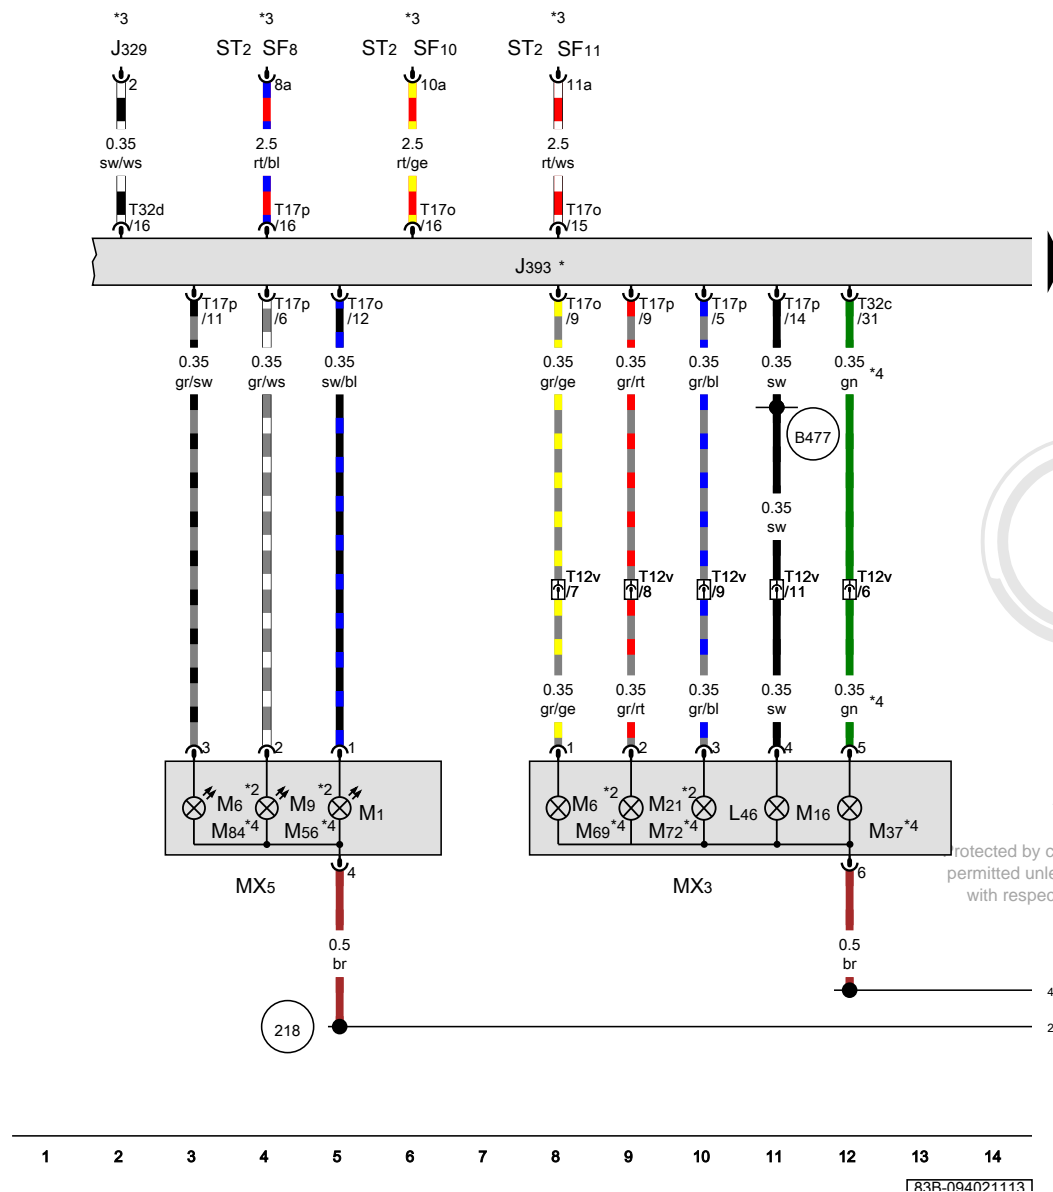 *3 *3 *3 *3
J329 ST2 SF8 ST2 SF10 ST2 SF11
2 8a 10a 11a
0.35 2.5 2.5 2.5
sw/ws rt/bl rt/ge rt/ws
T32d T17p T17o T17o
/16 /16 /16 /15
J393 *
T17p T17p T17o T17o T17p T17p T17p T32c
/11 /6 /12 /9 /9 /5 /14 /31
0.35 0.35 0.35 0.35 0.35 0.35 0.35 0.35 *4
gr/sw gr/ws sw/bl gr/ge gr/rt gr/bl sw gn
B477
0.35
sw
T12v T12v T12v T12v T12v
/7 /8 /9 /11 /6
0.35 0.35 0.35 0.35 0.35 *4
gr/ge gr/rt gr/bl sw gn
3 2 1 1 2 3 4 5
*2 *2 *2 *2
M6 M9 M1 M6 M21 L46 M16
M84*4 M56*4 M69*4 M72*4 M37*4
4 6
MX5 MX3
Protected by c
permitted unle
with respec
0.5 0.5
br br
4
218
2
1 2 3 4 5 6 7 8 9 10 11 12 13 14
83B-094021113